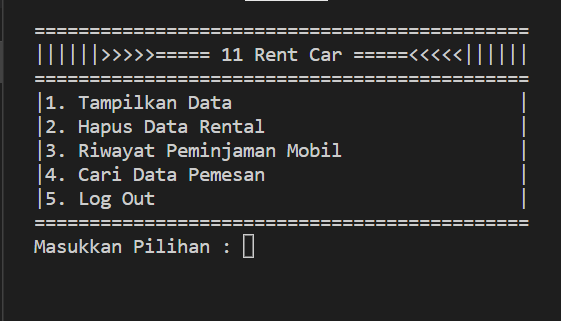 =============================================
||||||>>>>>===== 11 Rent Car =====<<<<<||||||
=============================================
|1. Tampilkan Data                          |
|2. Hapus Data Rental                       |
|3. Riwayat Peminjaman Mobil                |
|4. Cari Data Pemesan                       |
|5. Log Out                                 |
=============================================
Masukkan Pilihan :